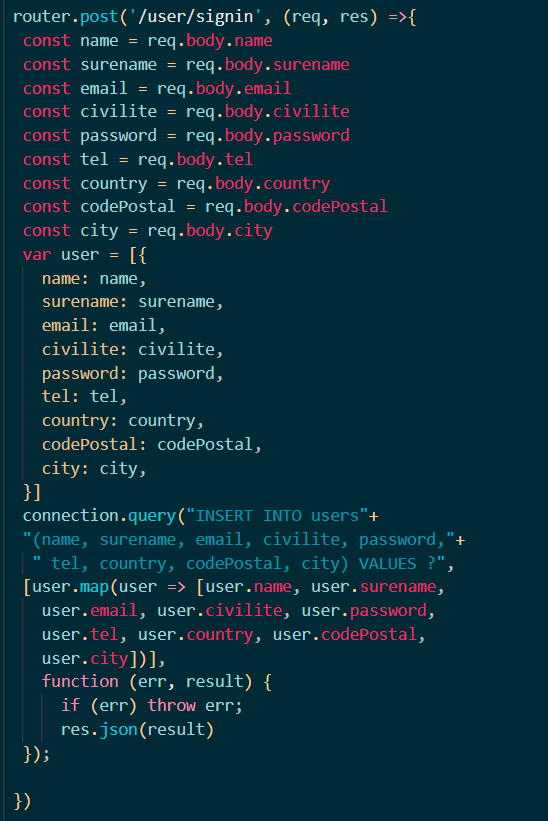 router.post('/user/signin', (req, res) =>{
const name = req.body.name
const surename = req.body.surename
const email = req.body.email
const civilite = req.body.civilite
const password = req.body.password
const tel = req.body.tel
const country = req.body.country
const codePostal = req.body.codePostal
const city = req.body.city
var user = [{
name: name,
surename: surename,
email: email,
civilite: civilite,
password: password,
tel: tel,
country: country,
codePostal: codePostal,
city: city,
}]
connection.query("INSERT INTO users"+
"(name, surename, email, civilite, password,"+
" tel, country, codePostal, city) VALUES ?",
[user.map(user => [user.name, user.surename,
user.email, user.civilite, user.password,
user.tel, user.country, user.codePostal,
user.city])],
function (err, result) {
if (err) throw err;
res.json(result)
});
})